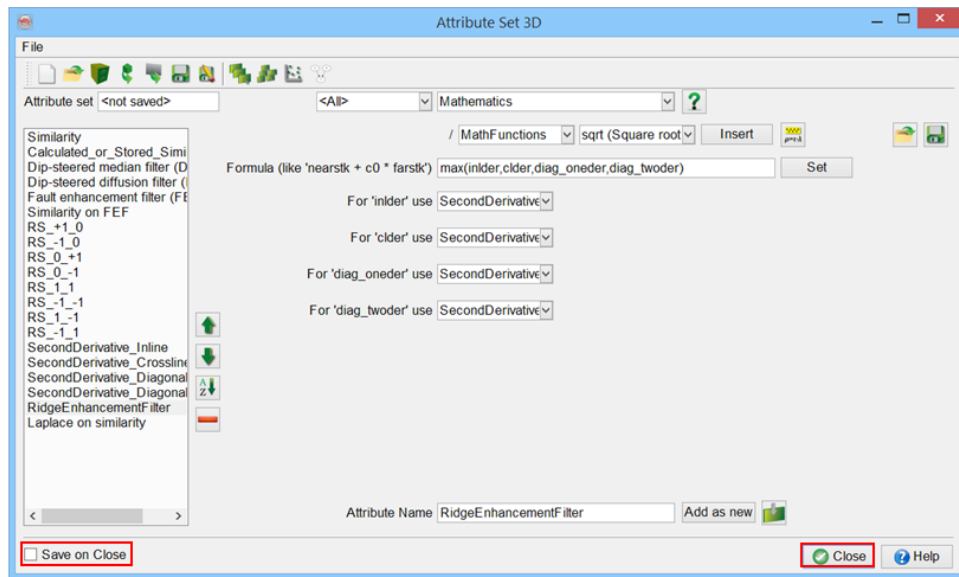 Attribute Set 3D
File
Attribute set <not saved> <All> Mathematics
/ MathFunctions sqrt (Square root Insert
Formula (like 'nearstk + c0 * farstk') max(inlder,clder,diag_oneder,diag_twoder) Set
For 'inlder' use SecondDerivative
For 'clder' use SecondDerivative
For 'diag_oneder' use SecondDerivative
For 'diag_twoder' use SecondDerivative
Similarity
Calculated_or_Stored_Simi
Dip-steered median filter (D
Dip-steered diffusion filter (
Fault enhancement filter (FE
Similarity on FEF
RS_+1_0
RS_-1_0
RS_0_+1
RS_0_-1
RS_1_1
RS_-1_-1
RS_1_-1
RS_-1_1
SecondDerivative_Inline
SecondDerivative_Crossline
SecondDerivative_Diagonal
SecondDerivative_Diagonal
RidgeEnhancementFilter
Laplace on similarity
A
Z
Attribute Name RidgeEnhancementFilter Add as new
Save on Close Close Help